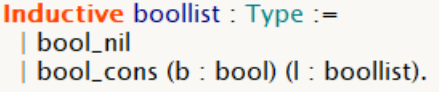 Inductive boollist : Type :=
| bool_nil
| bool_cons (b : bool) (l : boollist).